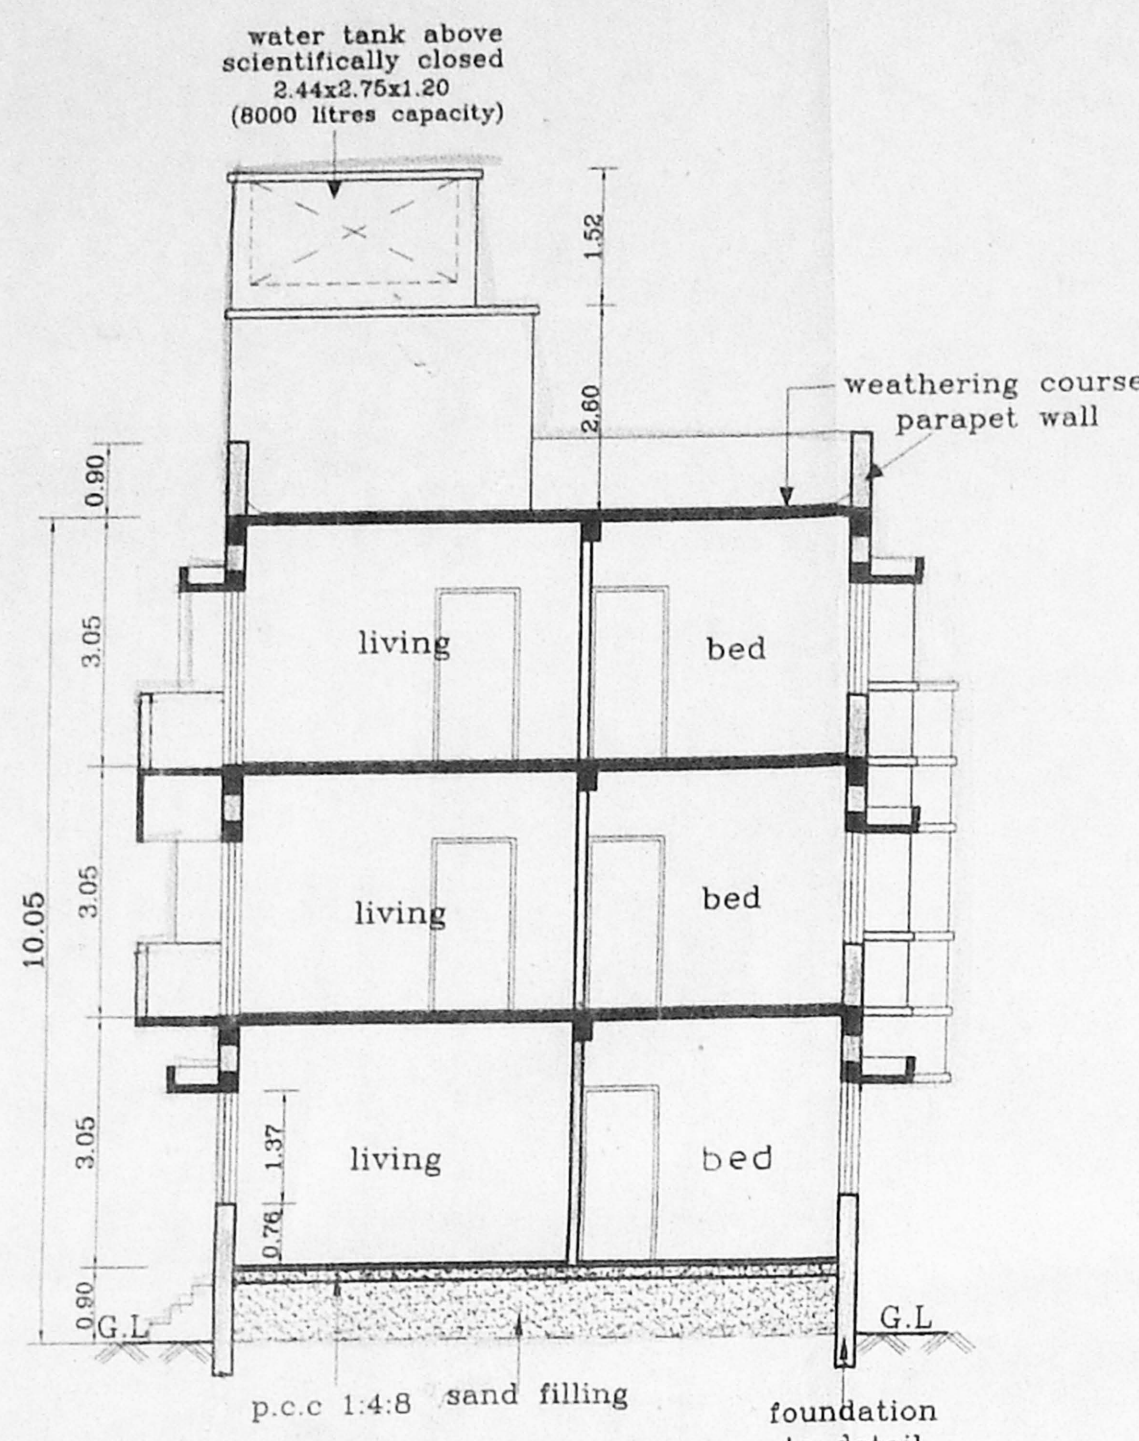 water tank above
scientifically closed
2.44x2.75x1.20
(8000 litres capacity)
1.52
2.60
weathering course
parapet wall
0.90
3.05
living
bed
3.05
10.05
living
bed
3.05
1.37
living
bed
0.76
0.90
G.L
G.L
p.c.c 1:4:8
sand filling
foundation